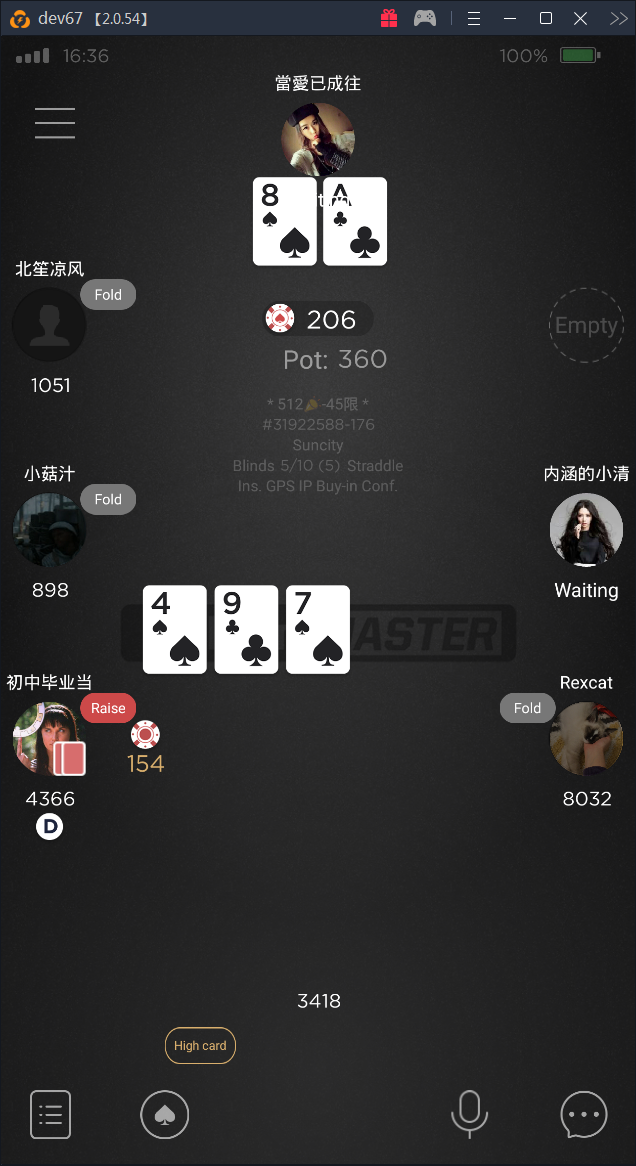 dev67 【2.0.54】
16:36
100%
當愛已成往
8 A
北笙凉风
Fold
1051
206
Pot: 360
Empty
* 512 -45限 *
#31922588-176
Suncity
Blinds 5/10 (5) Straddle
Ins. GPS IP Buy-in Conf.
小菇汁
Fold
898
内涵的小清
Waiting
4 9 7
MASTER
初中毕业当
Raise
154
4366
D
Rexcat
Fold
8032
3418
High card